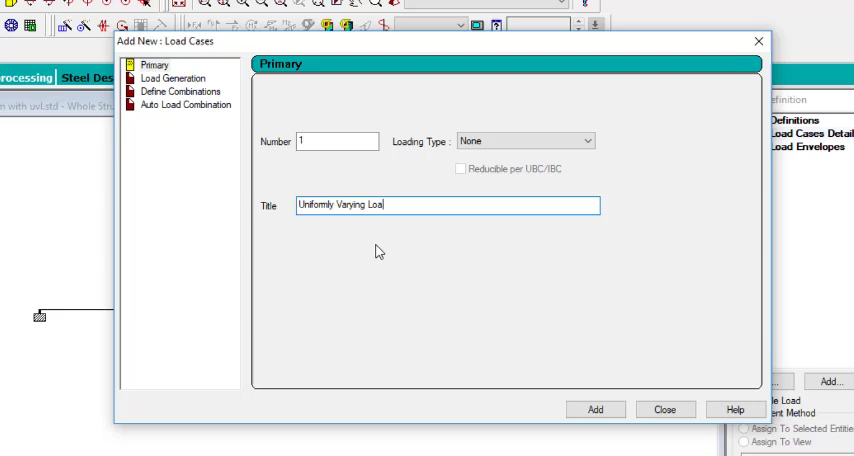 Add New : Load Cases
Primary
Load Generation
Define Combinations
Auto Load Combination
Primary
Number 1 Loading Type : None
Reducible per UBC/IBC
Title Uniformly Varying Loa
Add Close Help
rocessing Steel Des
m with uvl.std - Whole Stru
efinition
Definitions
Load Cases Detail
Load Envelopes
... Add...
le Load
ent Method
Assign To Selected Entitie
Assign To View